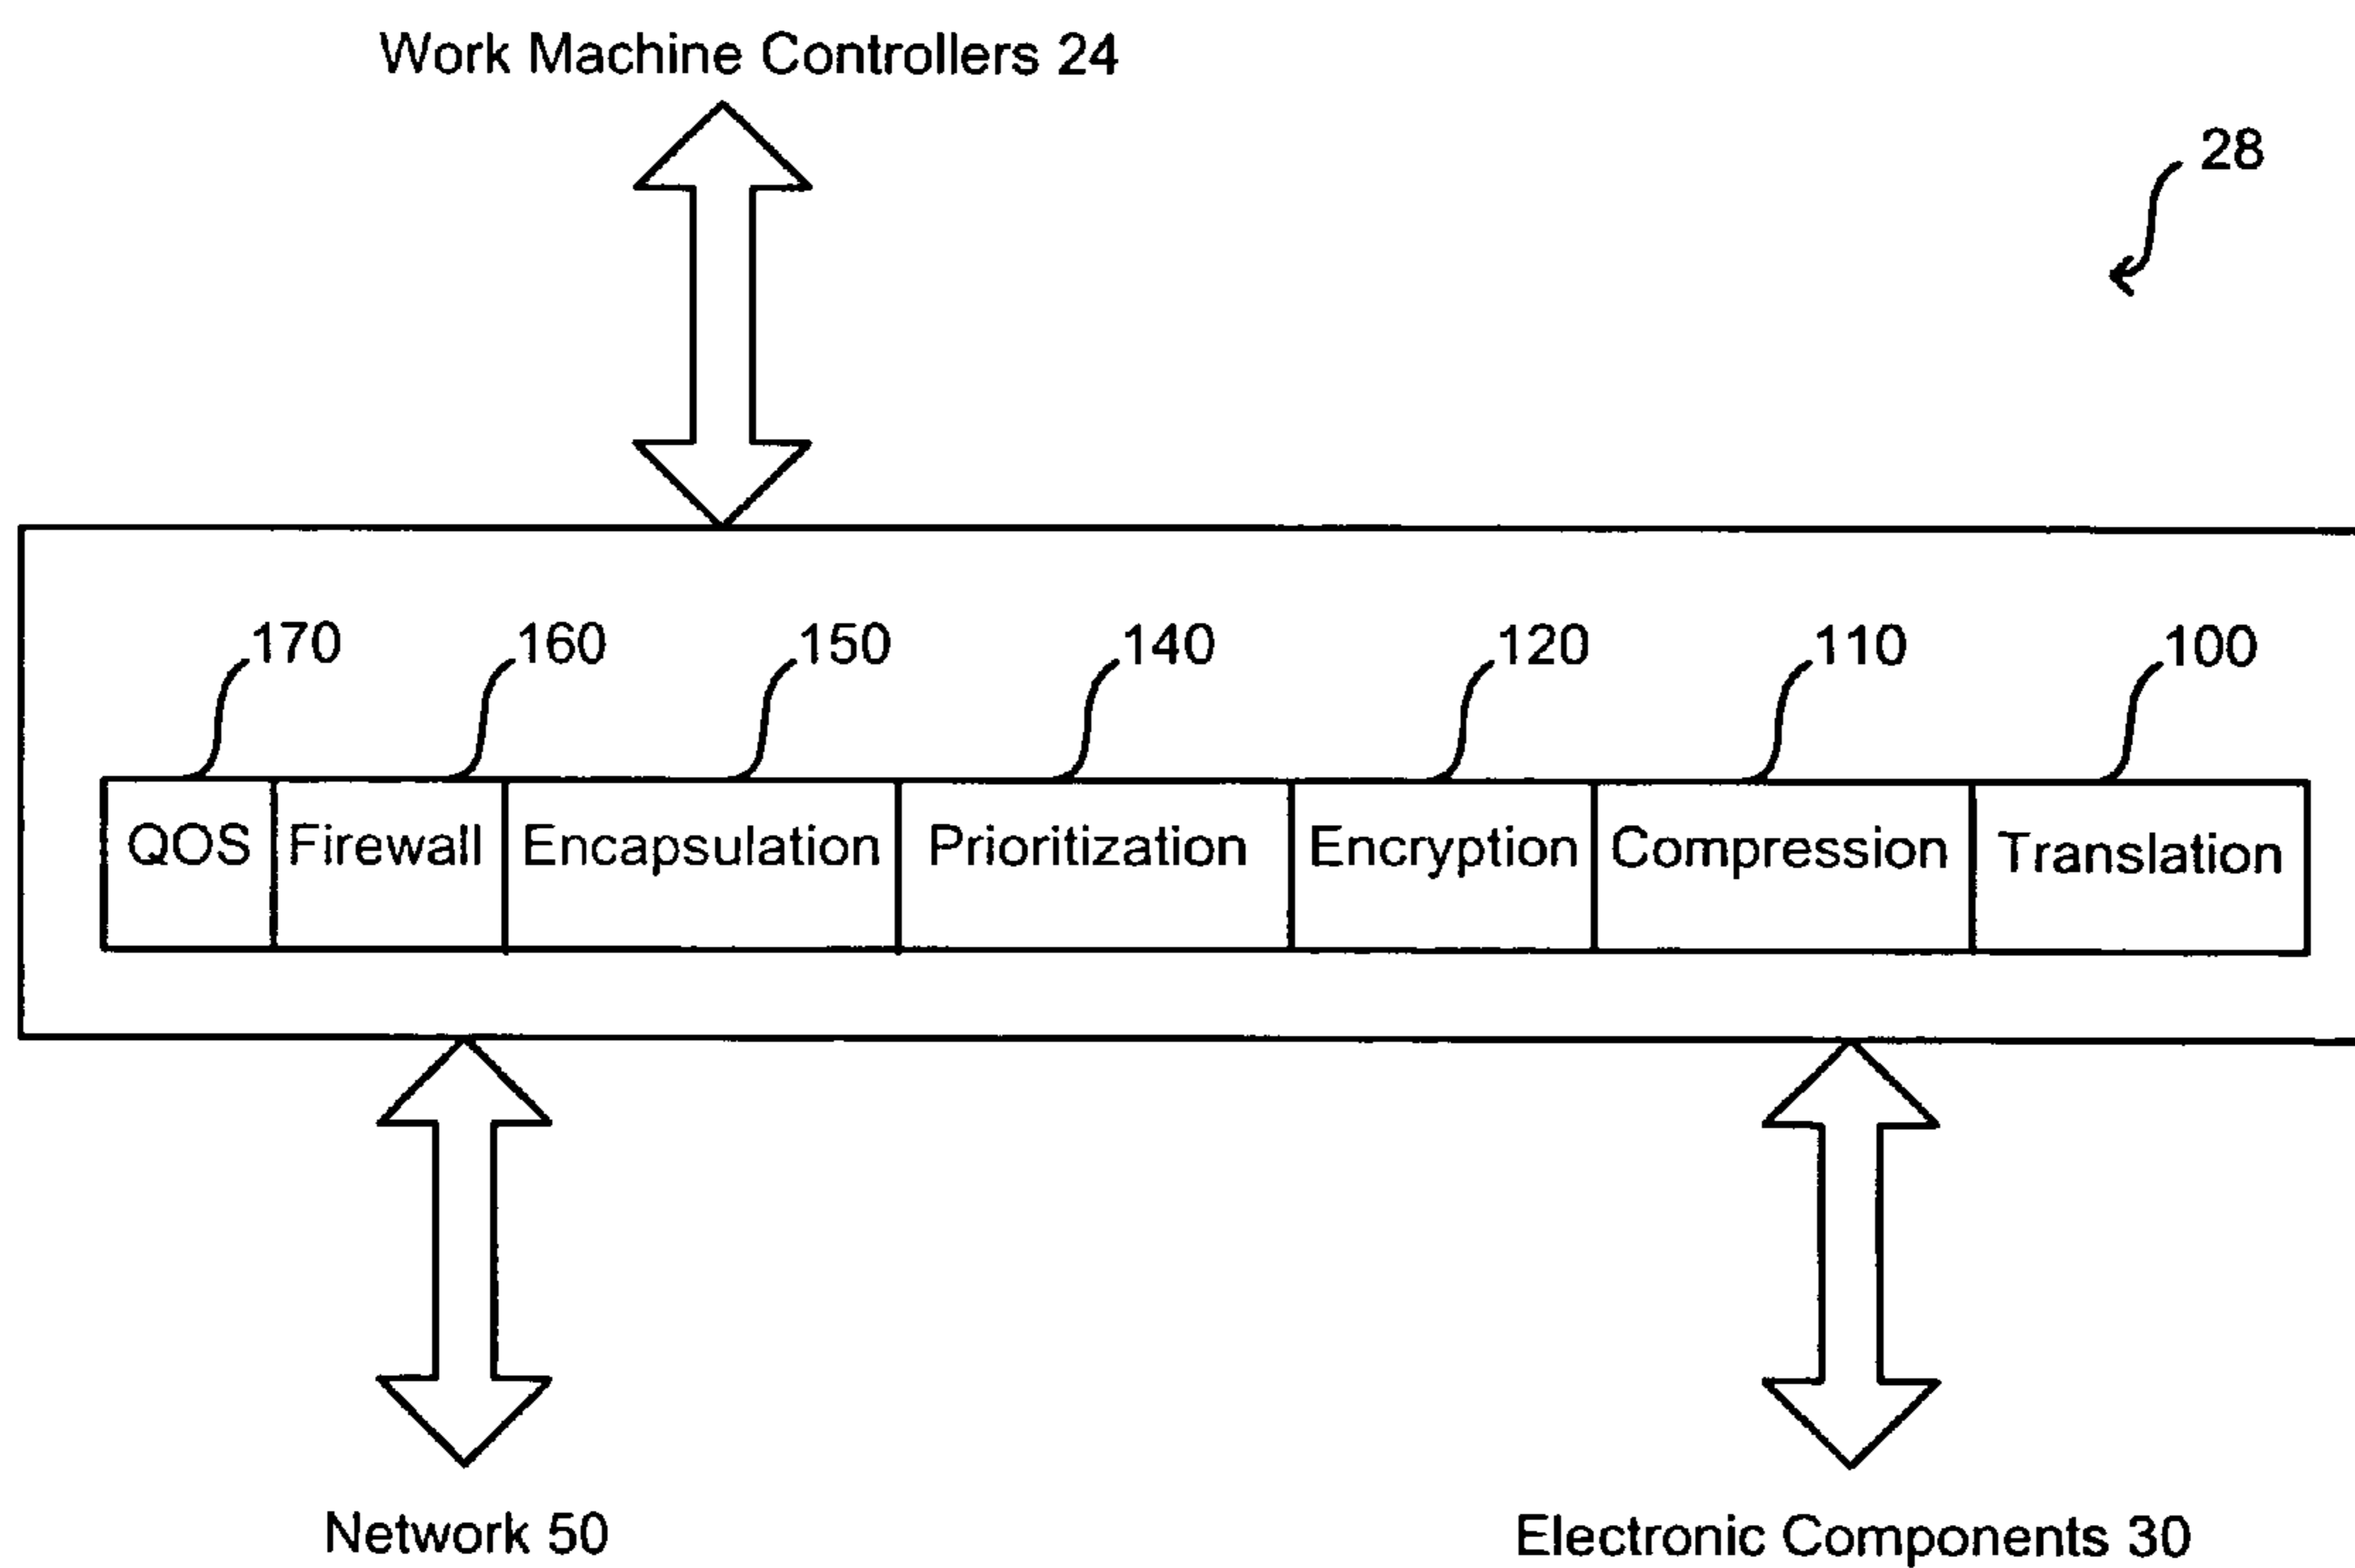 Work Machine Controllers 24
28
170 160 150 140 120 110 100
QOS Firewall Encapsulation Prioritization Encryption Compression Translation
Network 50 Electronic Components 30